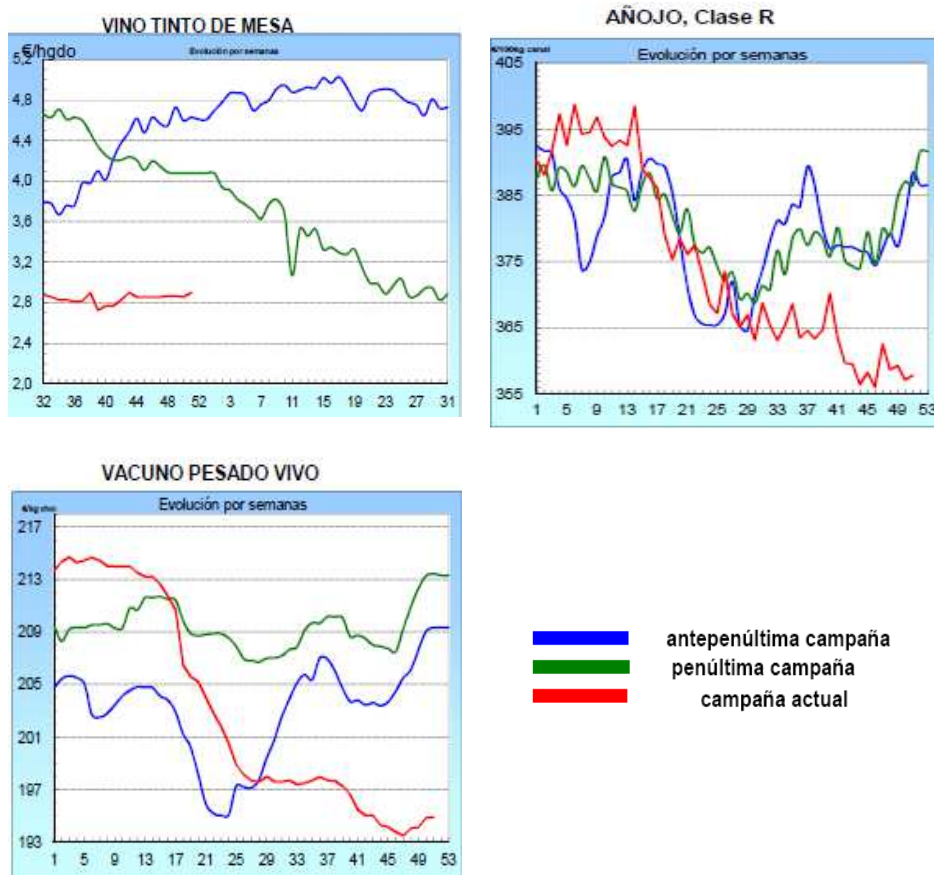 VINO TINTO DE MESA
€/hgdo
Evolución por semanas
5,2
4,8
4,4
4,0
3,6
3,2
2,8
2,4
2,0
32 36 40 44 48 52 3 7 11 15 19 23 27 31
AÑOJO, Clase R
€/100kg canal
Evolución por semanas
405
395
385
375
365
355
1 5 9 13 17 21 25 29 33 37 41 45 49 53
VACUNO PESADO VIVO
Evolución por semanas
217
213
209
205
201
197
193
1 5 9 13 17 21 25 29 33 37 41 45 49 53
antepenúltima campaña
penúltima campaña
campaña actual